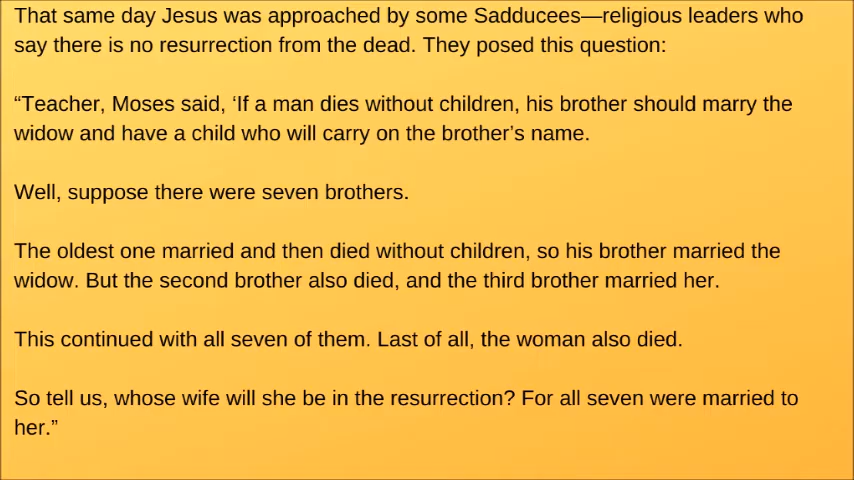 That same day Jesus was approached by some Sadducees—religious leaders who
say there is no resurrection from the dead. They posed this question:
“Teacher, Moses said, ‘If a man dies without children, his brother should marry the
widow and have a child who will carry on the brother’s name.
Well, suppose there were seven brothers.
The oldest one married and then died without children, so his brother married the
widow. But the second brother also died, and the third brother married her.
This continued with all seven of them. Last of all, the woman also died.
So tell us, whose wife will she be in the resurrection? For all seven were married to
her.”